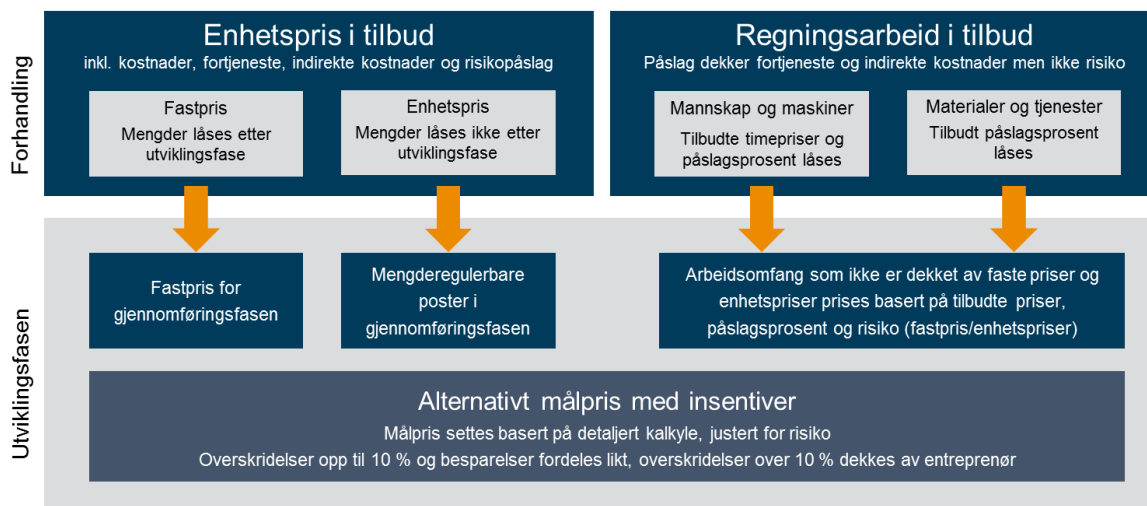 Forhandling
Enhetspris i tilbud
inkl. kostnader, fortjeneste, indirekte kostnader og risikopåslag
Fastpris
Mengder låses etter
utviklingsfase
Enhetspris
Mengder låses ikke etter
utviklingsfase
Regningsarbeid i tilbud
Påslag dekker fortjeneste og indirekte kostnader men ikke risiko
Mannskap og maskiner
Tilbudte timepriser og
påslagsprosent låses
Materialer og tjenester
Tilbudt påslagsprosent
låses
Utviklingsfasen
Fastpris for
gjennomføringsfasen
Mengderegulerbare
poster i
gjennomføringsfasen
Arbeidsomfang som ikke er dekket av faste priser og
enhetspriser prises basert på tilbudte priser,
påslagsprosent og risiko (fastpris/enhetspriser)
Alternativt målpris med insentiver
Målpris settes basert på detaljert kalkyle, justert for risiko
Overskridelser opp til 10 % og besparelser fordeles likt, overskridelser over 10 % dekkes av entreprenør